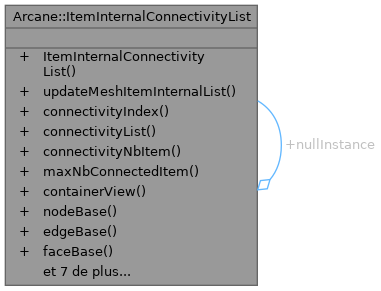 Arcane::ItemInternalConnectivityList
+ ItemInternalConnectivity
List()
+ updateMeshItemInternalList()
+ connectivityIndex()
+ connectivityList()
+ connectivityNbItem()
+ maxNbConnectedItem()
+ containerView()
+ nodeBase()
+ edgeBase()
+ faceBase()
et 7 de plus...
+nullInstance